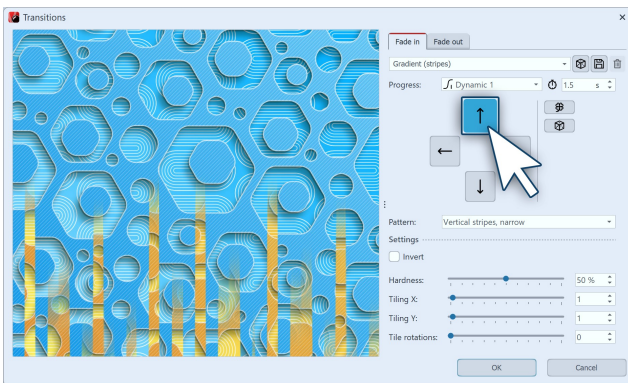 Transitions
Fade in Fade out
Gradient (stripes)
Progress: Dynamic 1 1.5 s
Pattern: Vertical stripes, narrow
Settings
Invert
Hardness: 50 %
Tiling X: 1
Tiling Y: 1
Tile rotations: 0
OK Cancel